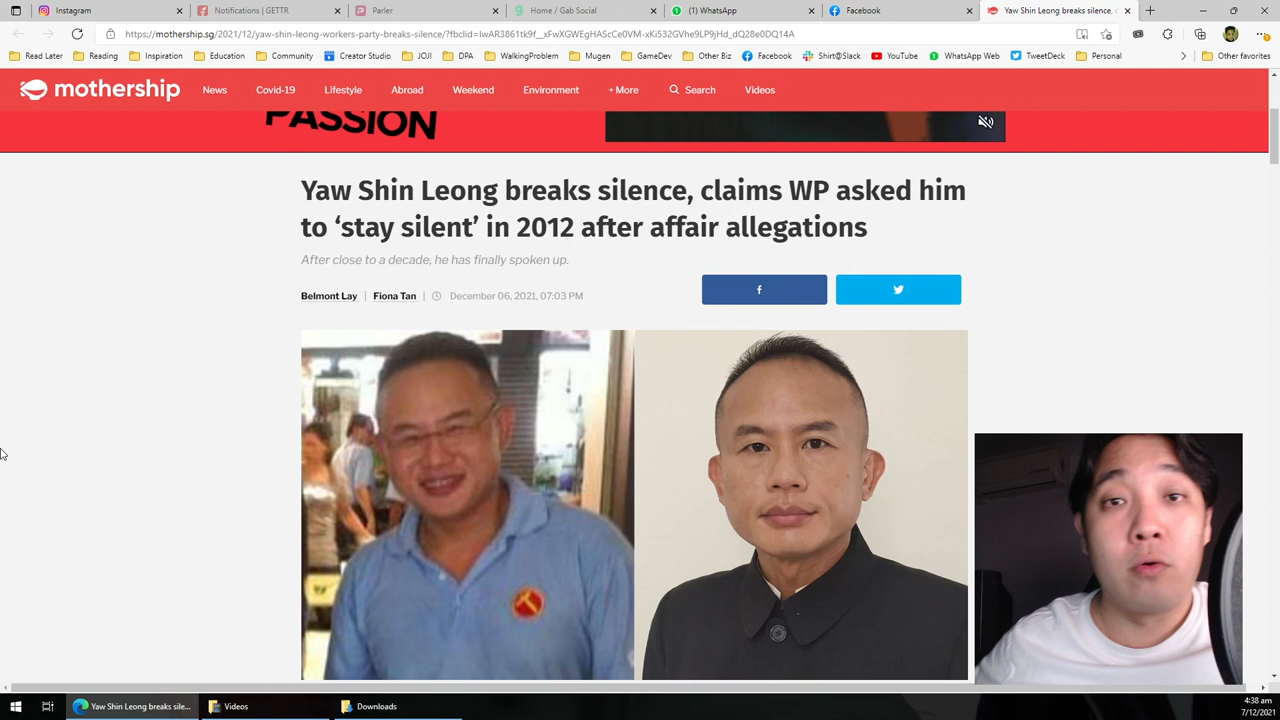 Instagram
Notifications | GETTR
Parler
Home / Gab Social
(1) WhatsApp
Facebook
Yaw Shin Leong breaks silence, c
Read Later
Reading
Inspiration
Education
Community
Creator Studio
JOJI
DPA
WalkingProblem
Mugen
GameDev
Other Biz
Facebook
Shirt@Slack
YouTube
WhatsApp Web
TweetDeck
Personal
Other favorites
mothership
News
Covid-19
Lifestyle
Abroad
Weekend
Environment
+ More
Search
Videos
PASSION
Yaw Shin Leong breaks silence, claims WP asked him
to ‘stay silent’ in 2012 after affair allegations
After close to a decade, he has finally spoken up.
Belmont Lay | Fiona Tan | December 06, 2021, 07:03 PM
Yaw Shin Leong breaks sile...
Videos
Downloads
4:38 am
7/12/2021